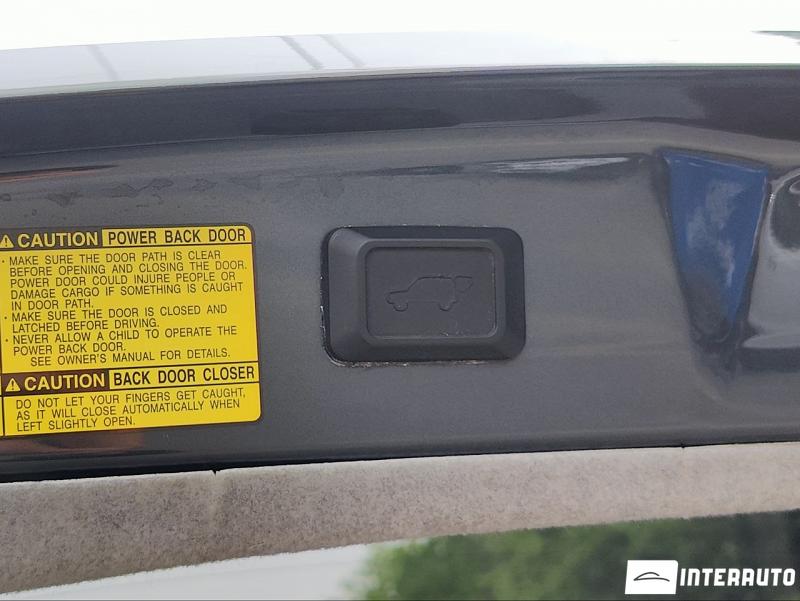 CAUTION POWER BACK DOOR
• MAKE SURE THE DOOR PATH IS CLEAR
BEFORE OPENING AND CLOSING THE DOOR.
POWER DOOR COULD INJURE PEOPLE OR
DAMAGE CARGO IF SOMETHING IS CAUGHT
IN DOOR PATH.
• MAKE SURE THE DOOR IS CLOSED AND
LATCHED BEFORE DRIVING.
• NEVER ALLOW A CHILD TO OPERATE THE
POWER BACK DOOR.
SEE OWNER'S MANUAL FOR DETAILS.
CAUTION BACK DOOR CLOSER
DO NOT LET YOUR FINGERS GET CAUGHT,
AS IT WILL CLOSE AUTOMATICALLY WHEN
LEFT SLIGHTLY OPEN.
INTERRAUTO